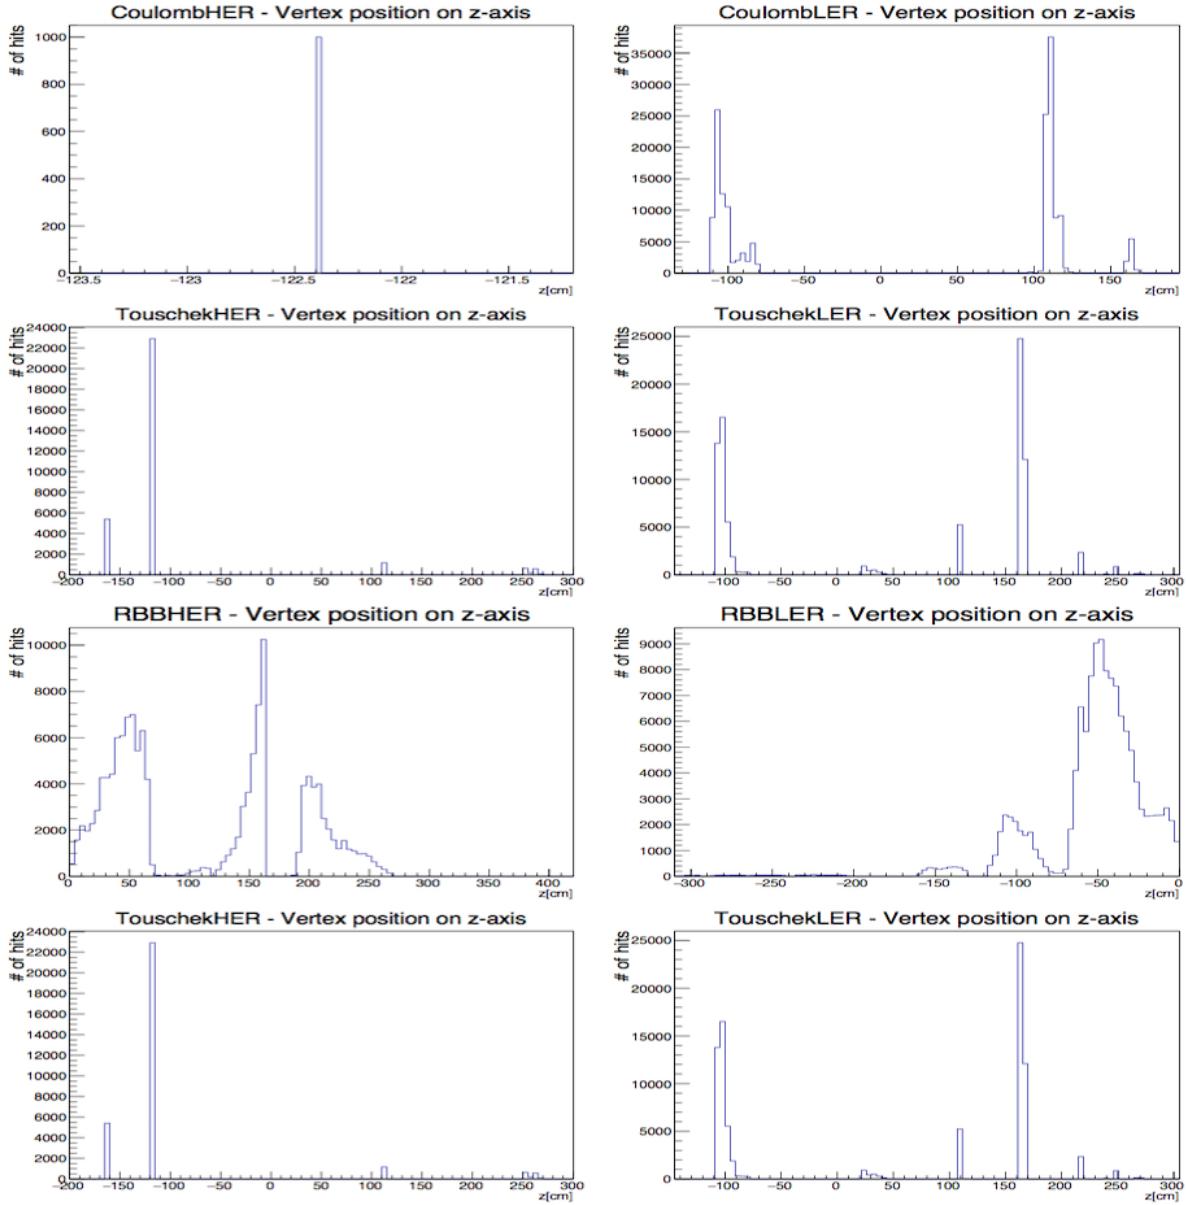 CoulombHER - Vertex position on z-axis
# of hits
1000
800
600
400
200
0
−123.5 −123 −122.5 −122 −121.5
z[cm]
CoulombLER - Vertex position on z-axis
# of hits
35000
30000
25000
20000
15000
10000
5000
0
−100 −50 0 50 100 150
z[cm]
TouschekHER - Vertex position on z-axis
# of hits
24000
22000
20000
18000
16000
14000
12000
10000
8000
6000
4000
2000
0
−200 −150 −100 −50 0 50 100 150 200 250 300
z[cm]
TouschekLER - Vertex position on z-axis
# of hits
25000
20000
15000
10000
5000
0
−100 −50 0 50 100 150 200 250 300
z[cm]
RBBHER - Vertex position on z-axis
# of hits
10000
8000
6000
4000
2000
0
0 50 100 150 200 250 300 350 400
z[cm]
RBBLER - Vertex position on z-axis
# of hits
9000
8000
7000
6000
5000
4000
3000
2000
1000
0
−300 −250 −200 −150 −100 −50 0
z[cm]
TouschekHER - Vertex position on z-axis
# of hits
24000
22000
20000
18000
16000
14000
12000
10000
8000
6000
4000
2000
0
−200 −150 −100 −50 0 50 100 150 200 250 300
z[cm]
TouschekLER - Vertex position on z-axis
# of hits
25000
20000
15000
10000
5000
0
−100 −50 0 50 100 150 200 250 300
z[cm]